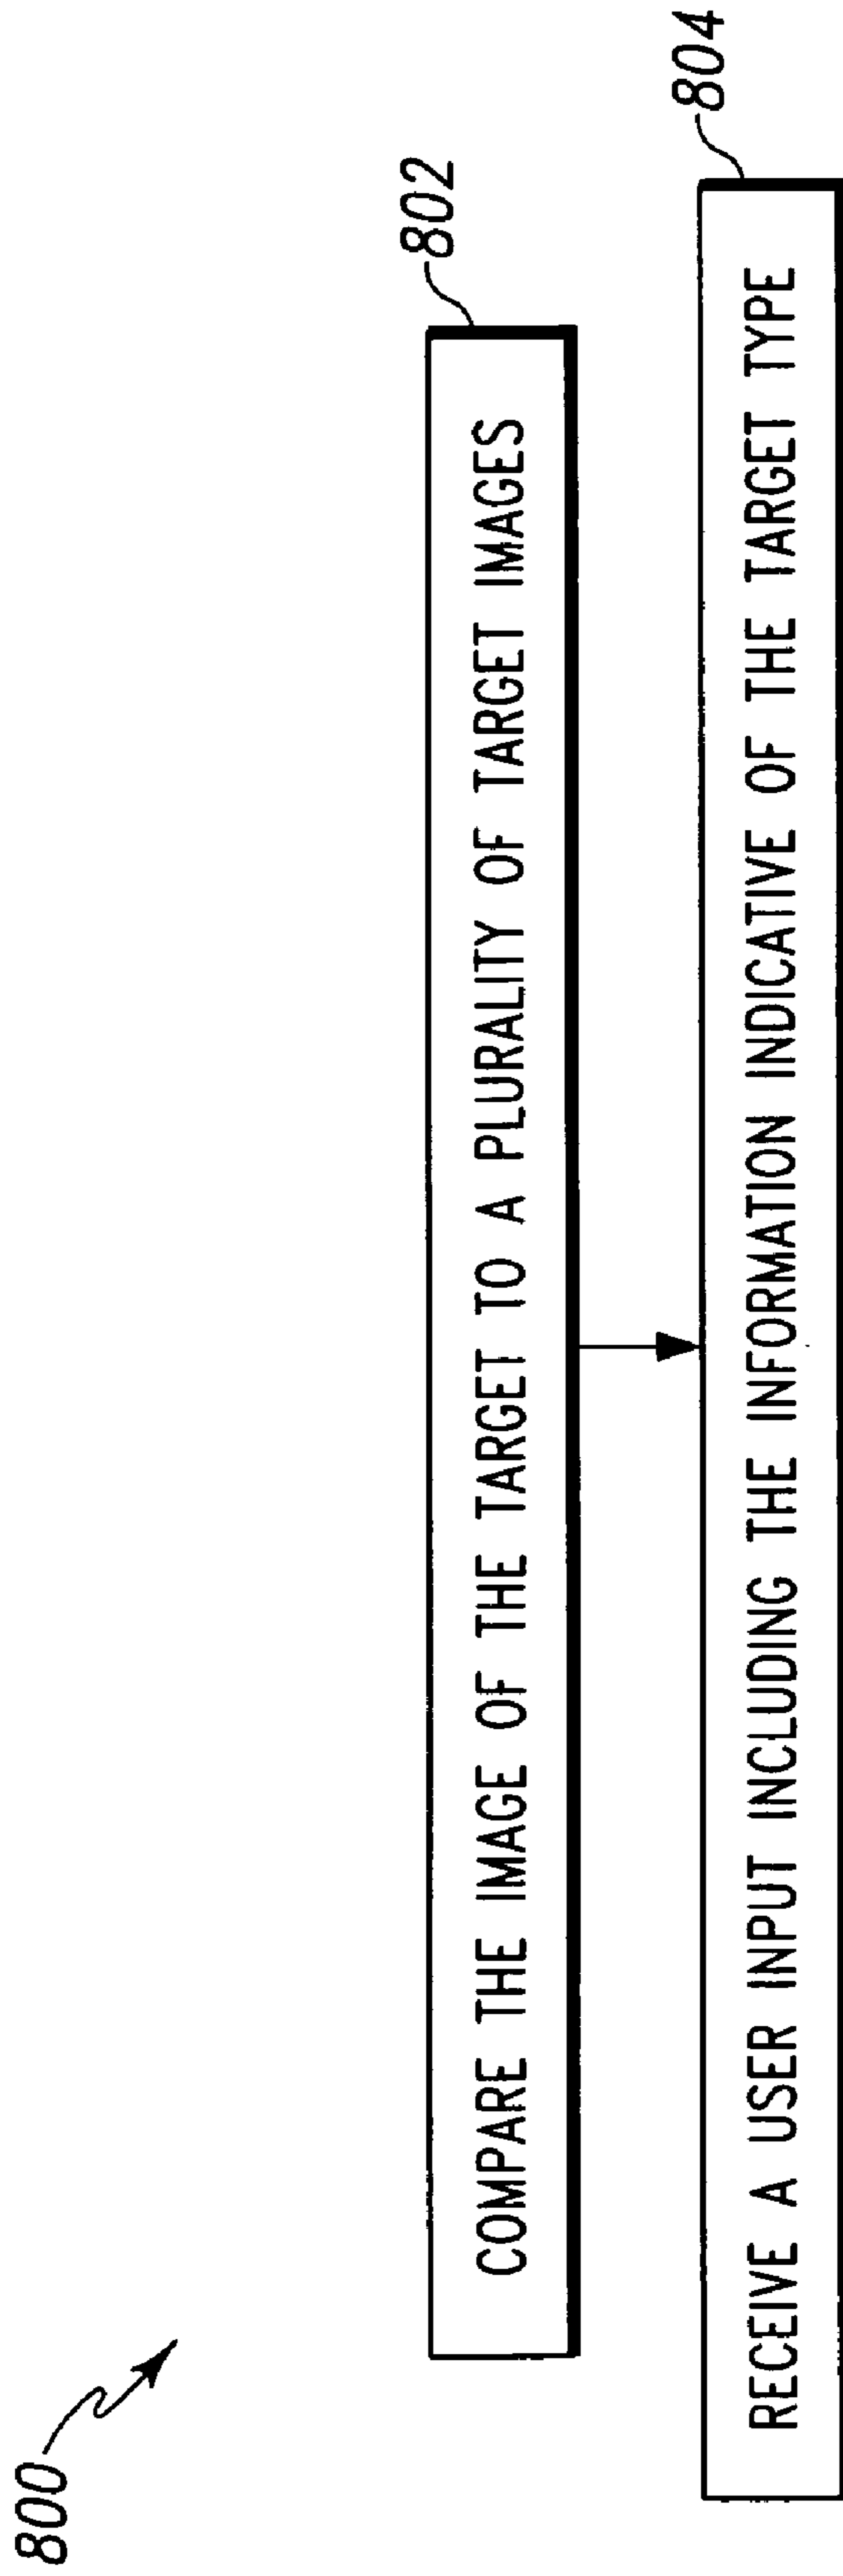 800
802
COMPARE THE IMAGE OF THE TARGET TO A PLURALITY OF TARGET IMAGES
804
RECEIVE A USER INPUT INCLUDING THE INFORMATION INDICATIVE OF THE TARGET TYPE